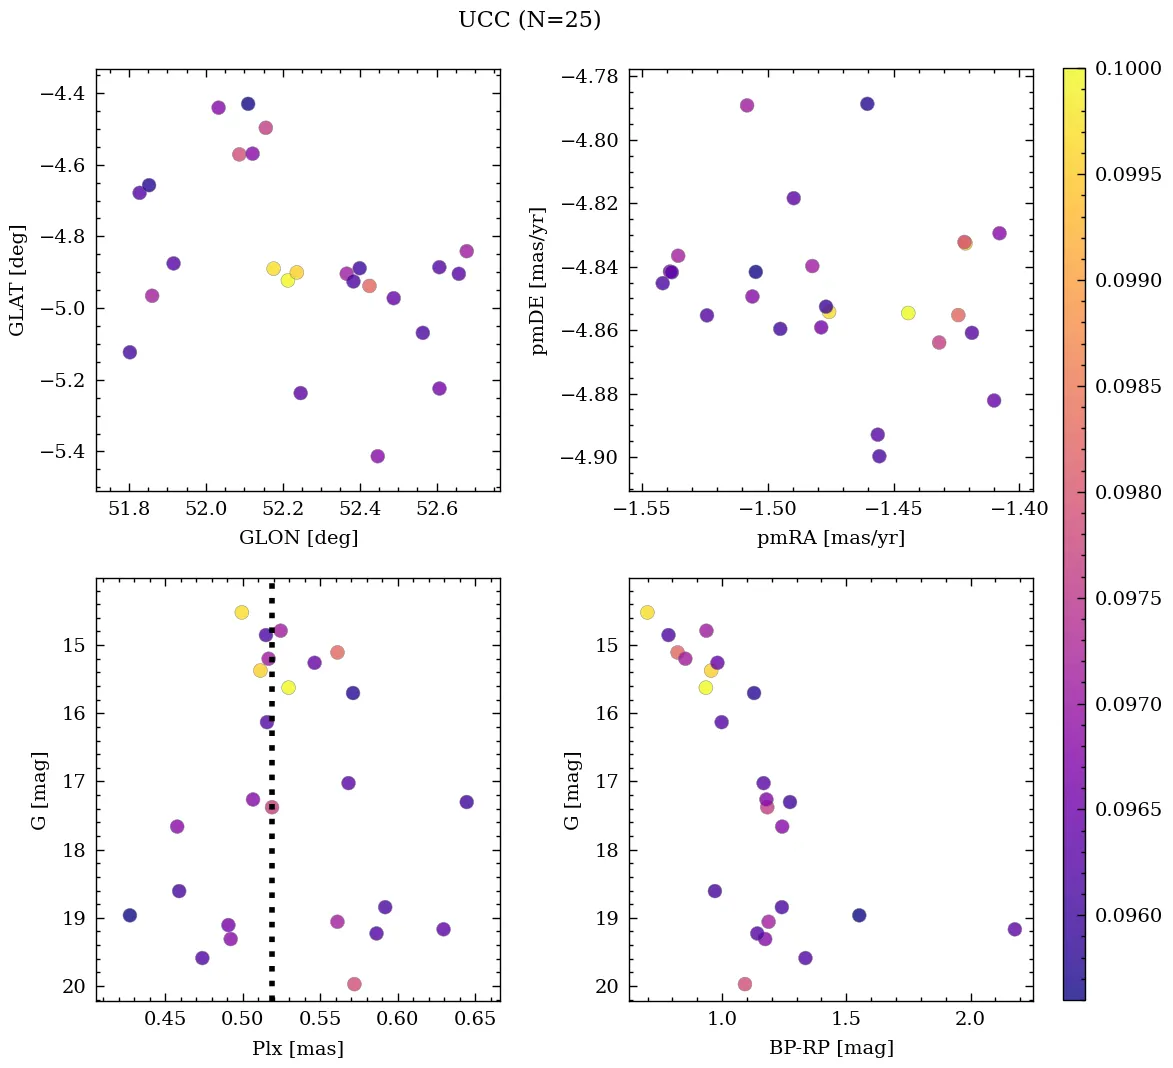 UCC (N=25)
−4.4
−4.6
−4.8
−5.0
−5.2
−5.4
GLAT [deg]
51.8 52.0 52.2 52.4 52.6
GLON [deg]
−4.78
−4.80
−4.82
−4.84
−4.86
−4.88
−4.90
pmDE [mas/yr]
−1.55 −1.50 −1.45 −1.40
pmRA [mas/yr]
15
16
17
18
19
20
G [mag]
0.45 0.50 0.55 0.60 0.65
Plx [mas]
15
16
17
18
19
20
G [mag]
1.0 1.5 2.0
BP-RP [mag]
0.1000
0.0995
0.0990
0.0985
0.0980
0.0975
0.0970
0.0965
0.0960